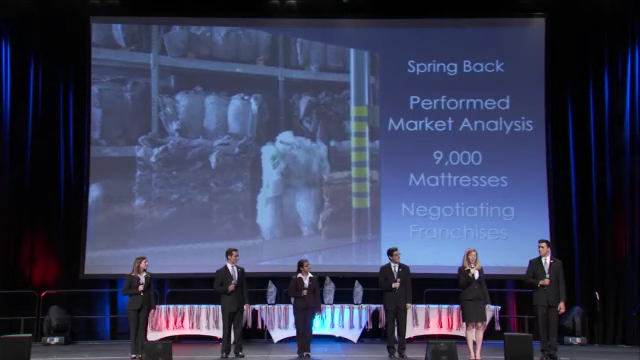 Spring Back
Performed
Market Analysis
9,000
Mattresses
Negotiating
Franchises